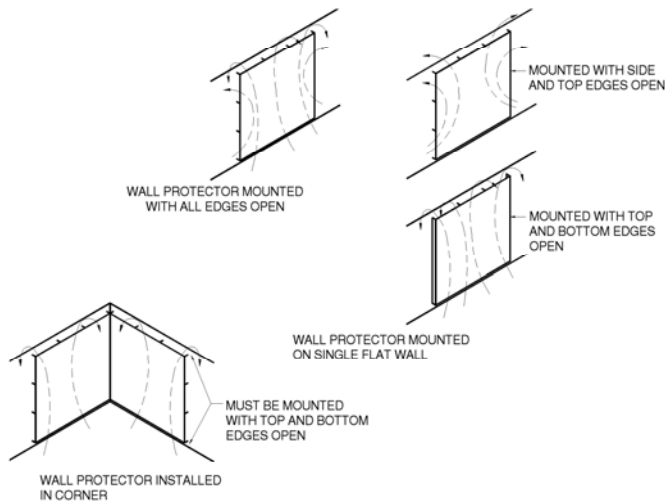 MOUNTED WITH SIDE
AND TOP EDGES OPEN
WALL PROTECTOR MOUNTED
WITH ALL EDGES OPEN
MOUNTED WITH TOP
AND BOTTOM EDGES
OPEN
WALL PROTECTOR MOUNTED
ON SINGLE FLAT WALL
MUST BE MOUNTED
WITH TOP AND BOTTOM
EDGES OPEN
WALL PROTECTOR INSTALLED
IN CORNER